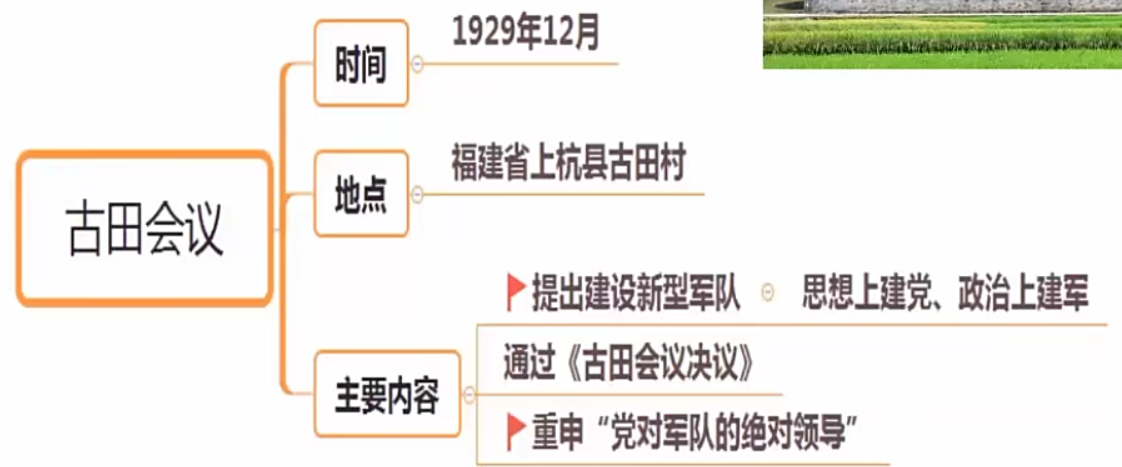 古田会议
时间
1929年12月
地点
福建省上杭县古田村
主要内容
提出建设新型军队 思想上建党、政治上建军
通过《古田会议决议》
重申“党对军队的绝对领导”